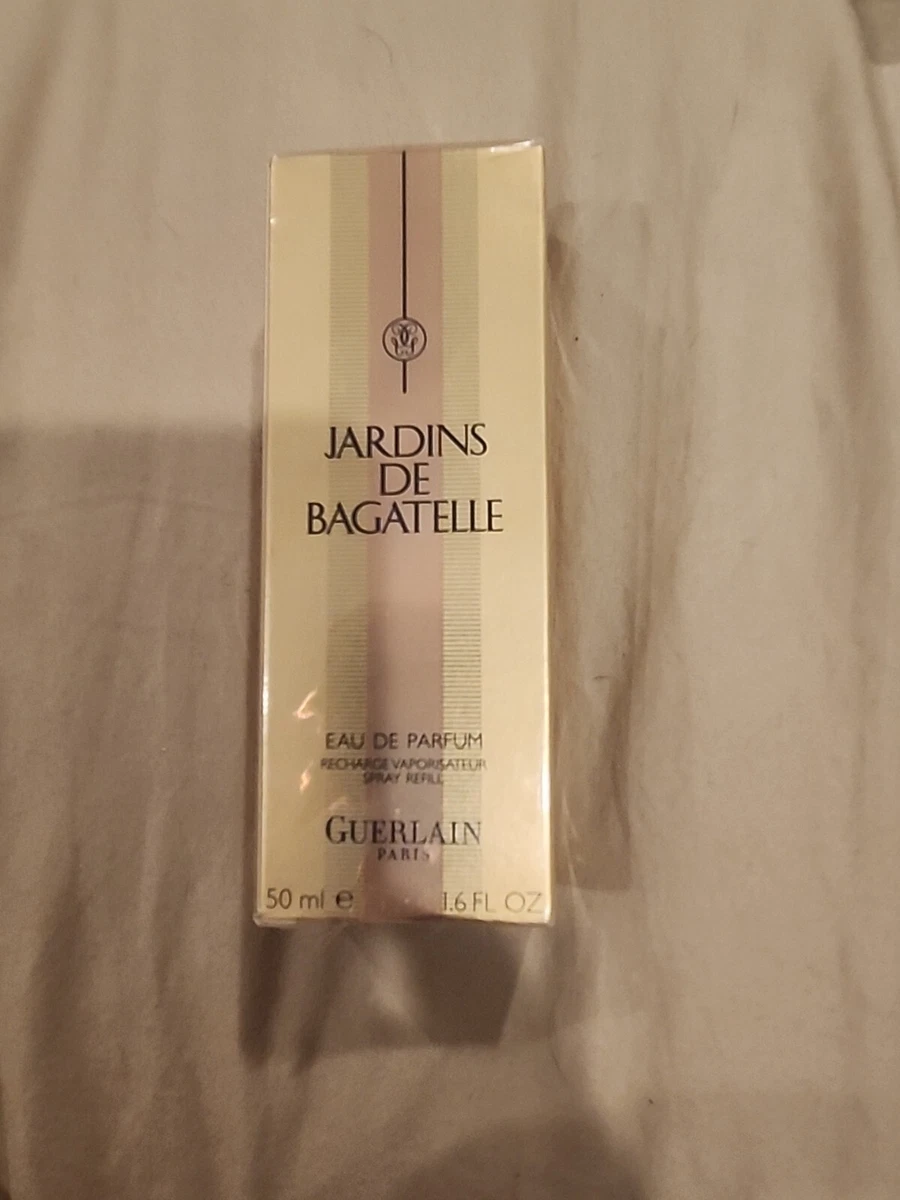 JARDINS
DE
BAGATELLE
EAU DE PARFUM
RECHARGE VAPORISATEUR
SPRAY REFILL
GUERLAIN
PARIS
50 ml ℮ 1.6 FL OZ